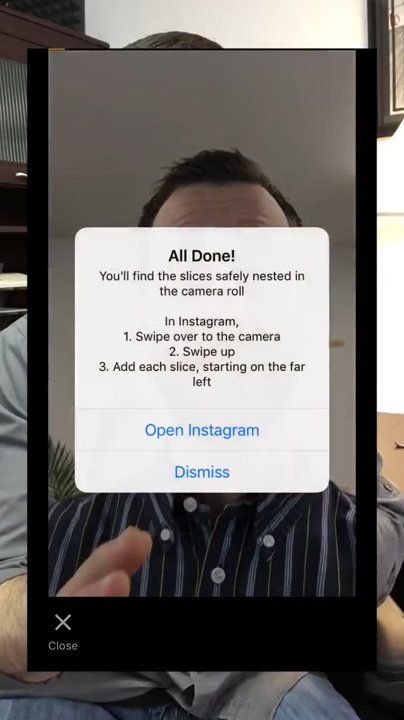 All Done!
You'll find the slices safely nested in
the camera roll
In Instagram,
1. Swipe over to the camera
2. Swipe up
3. Add each slice, starting on the far
left
Open Instagram
Dismiss
Close